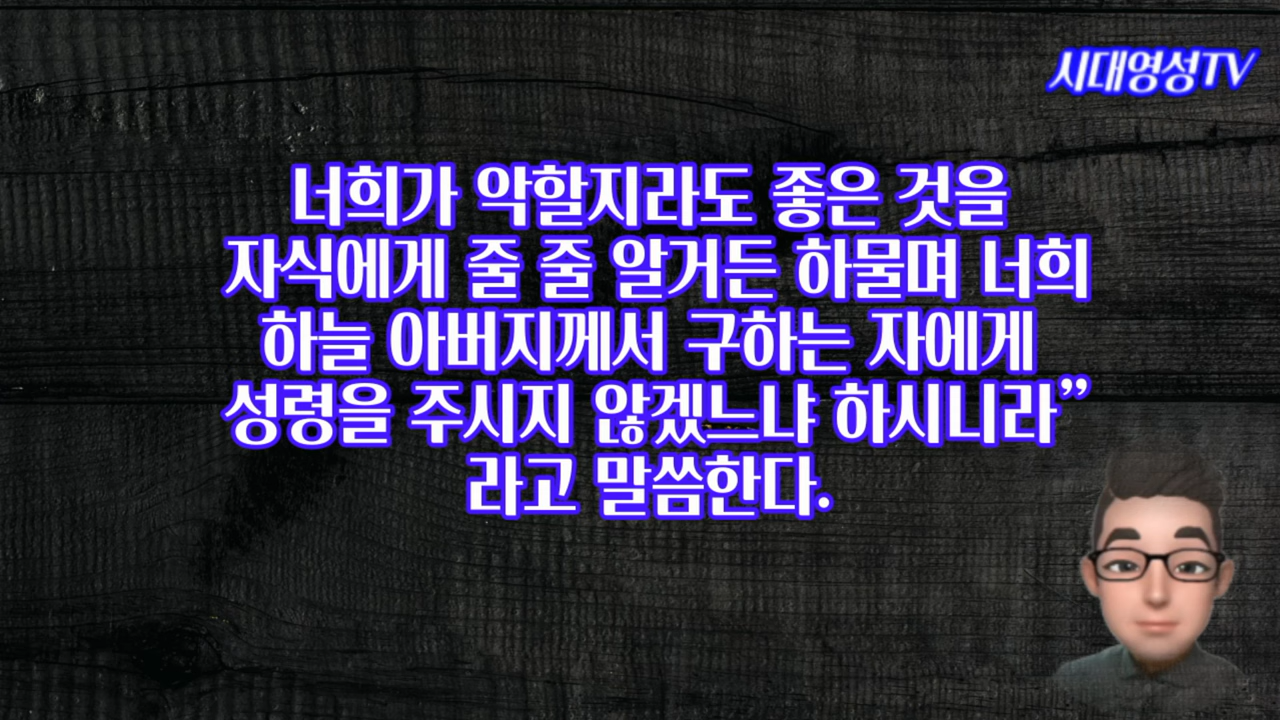 시대영성TV
너희가 악할지라도 좋은 것을
자식에게 줄 줄 알거든 하물며 너희
하늘 아버지께서 구하는 자에게
성령을 주시지 않겠느냐 하시니라”
라고 말씀한다.